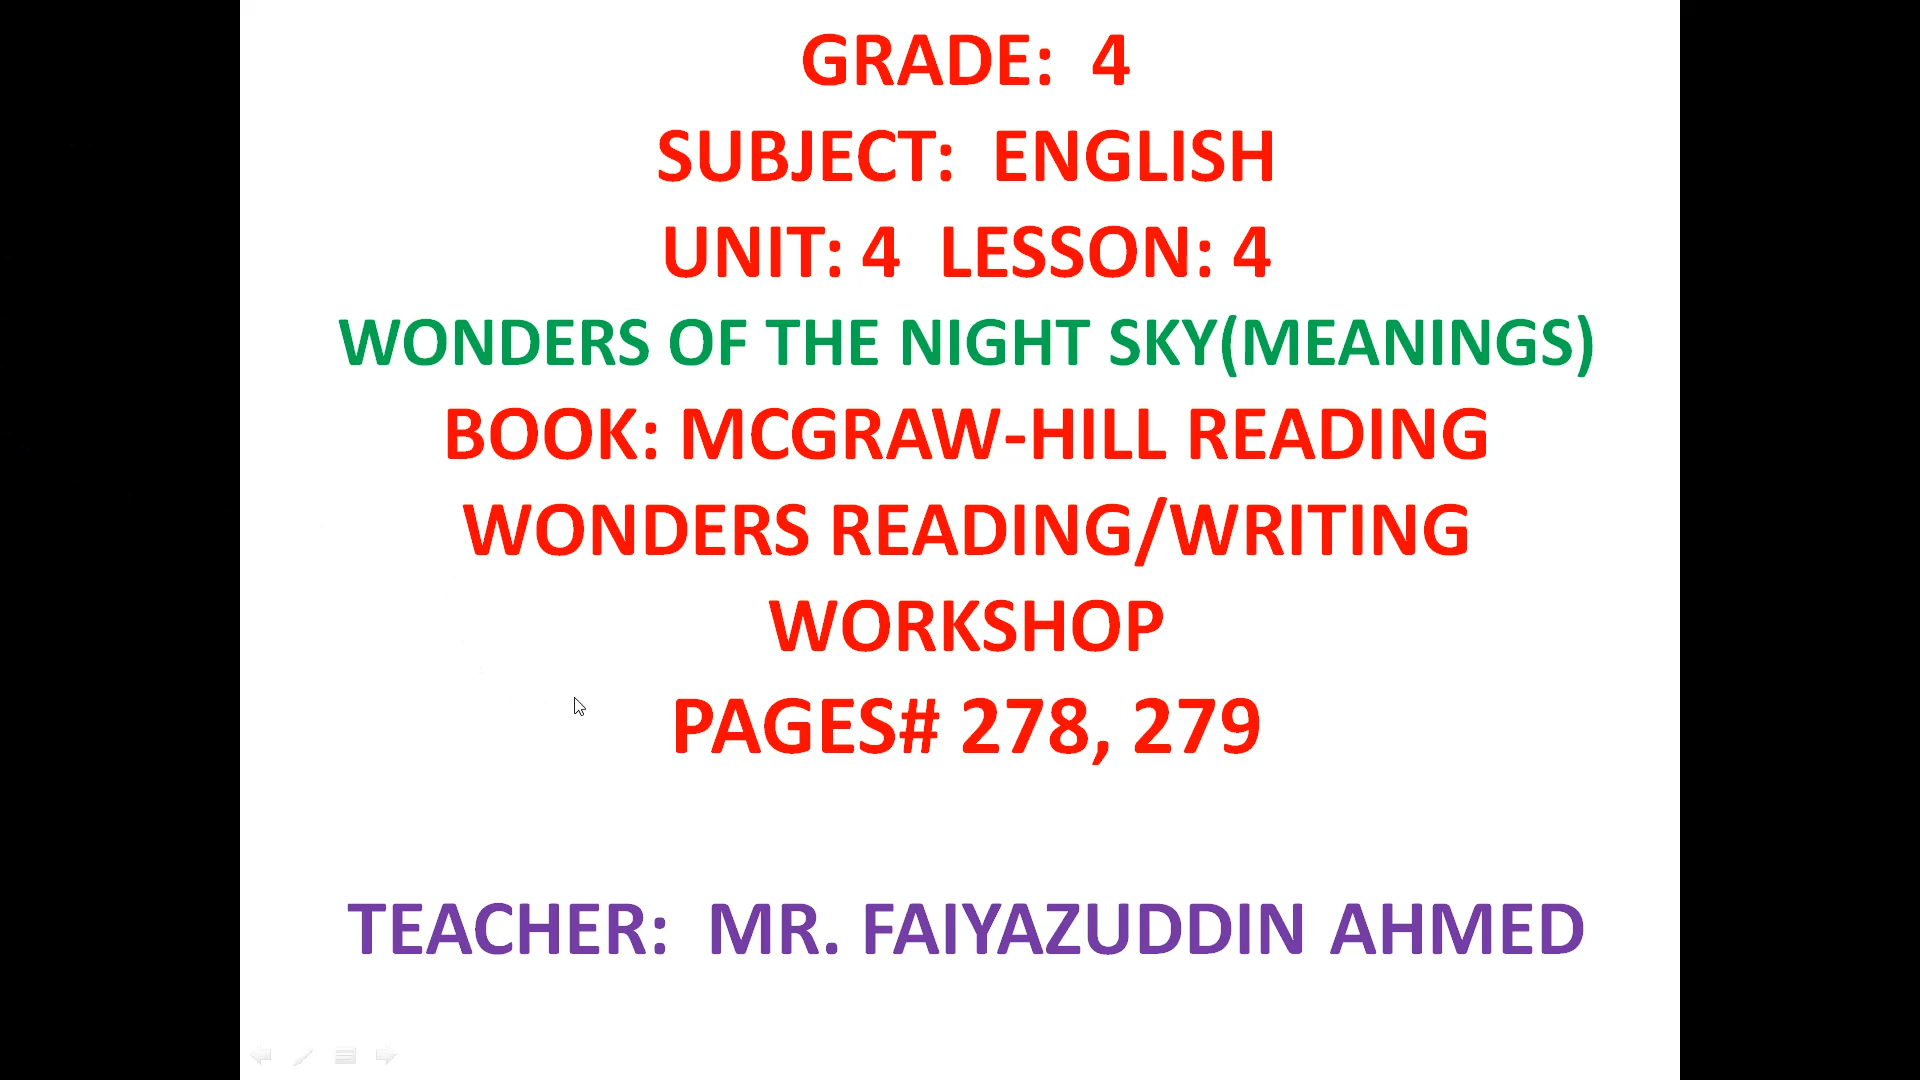 GRADE:  4
SUBJECT:  ENGLISH
UNIT: 4  LESSON: 4
WONDERS OF THE NIGHT SKY(MEANINGS)
BOOK: MCGRAW-HILL READING
WONDERS READING/WRITING
WORKSHOP
PAGES# 278, 279
TEACHER:  MR. FAIYAZUDDIN AHMED